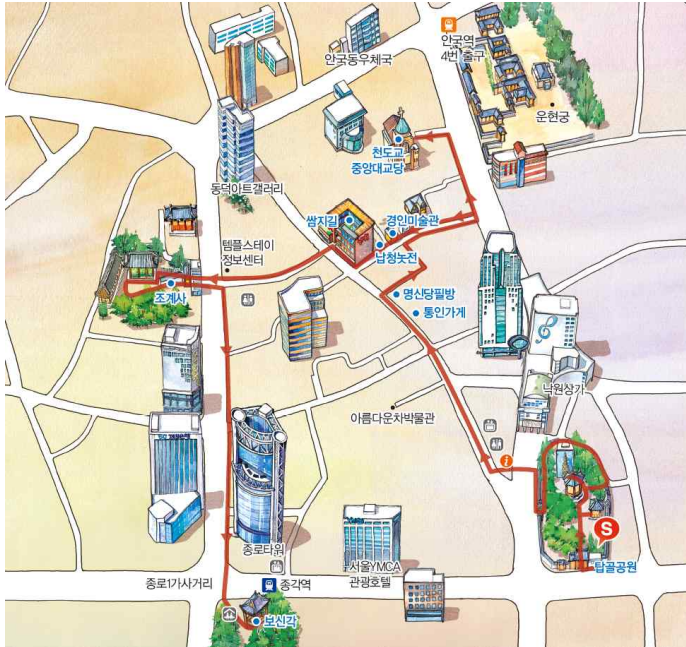 안국역
4번 출구
안국동우체국
운현궁
천도교
중앙대교당
동덕아트갤러리
쌈지길
경인미술관
템플스테이
정보센터
납청놋전
조계사
명신당필방
통인가게
낙원상가
아름다운차박물관
i
S
종로타워
서울YMCA
관광호텔
탑골공원
종로1가사거리
종각역
보신각